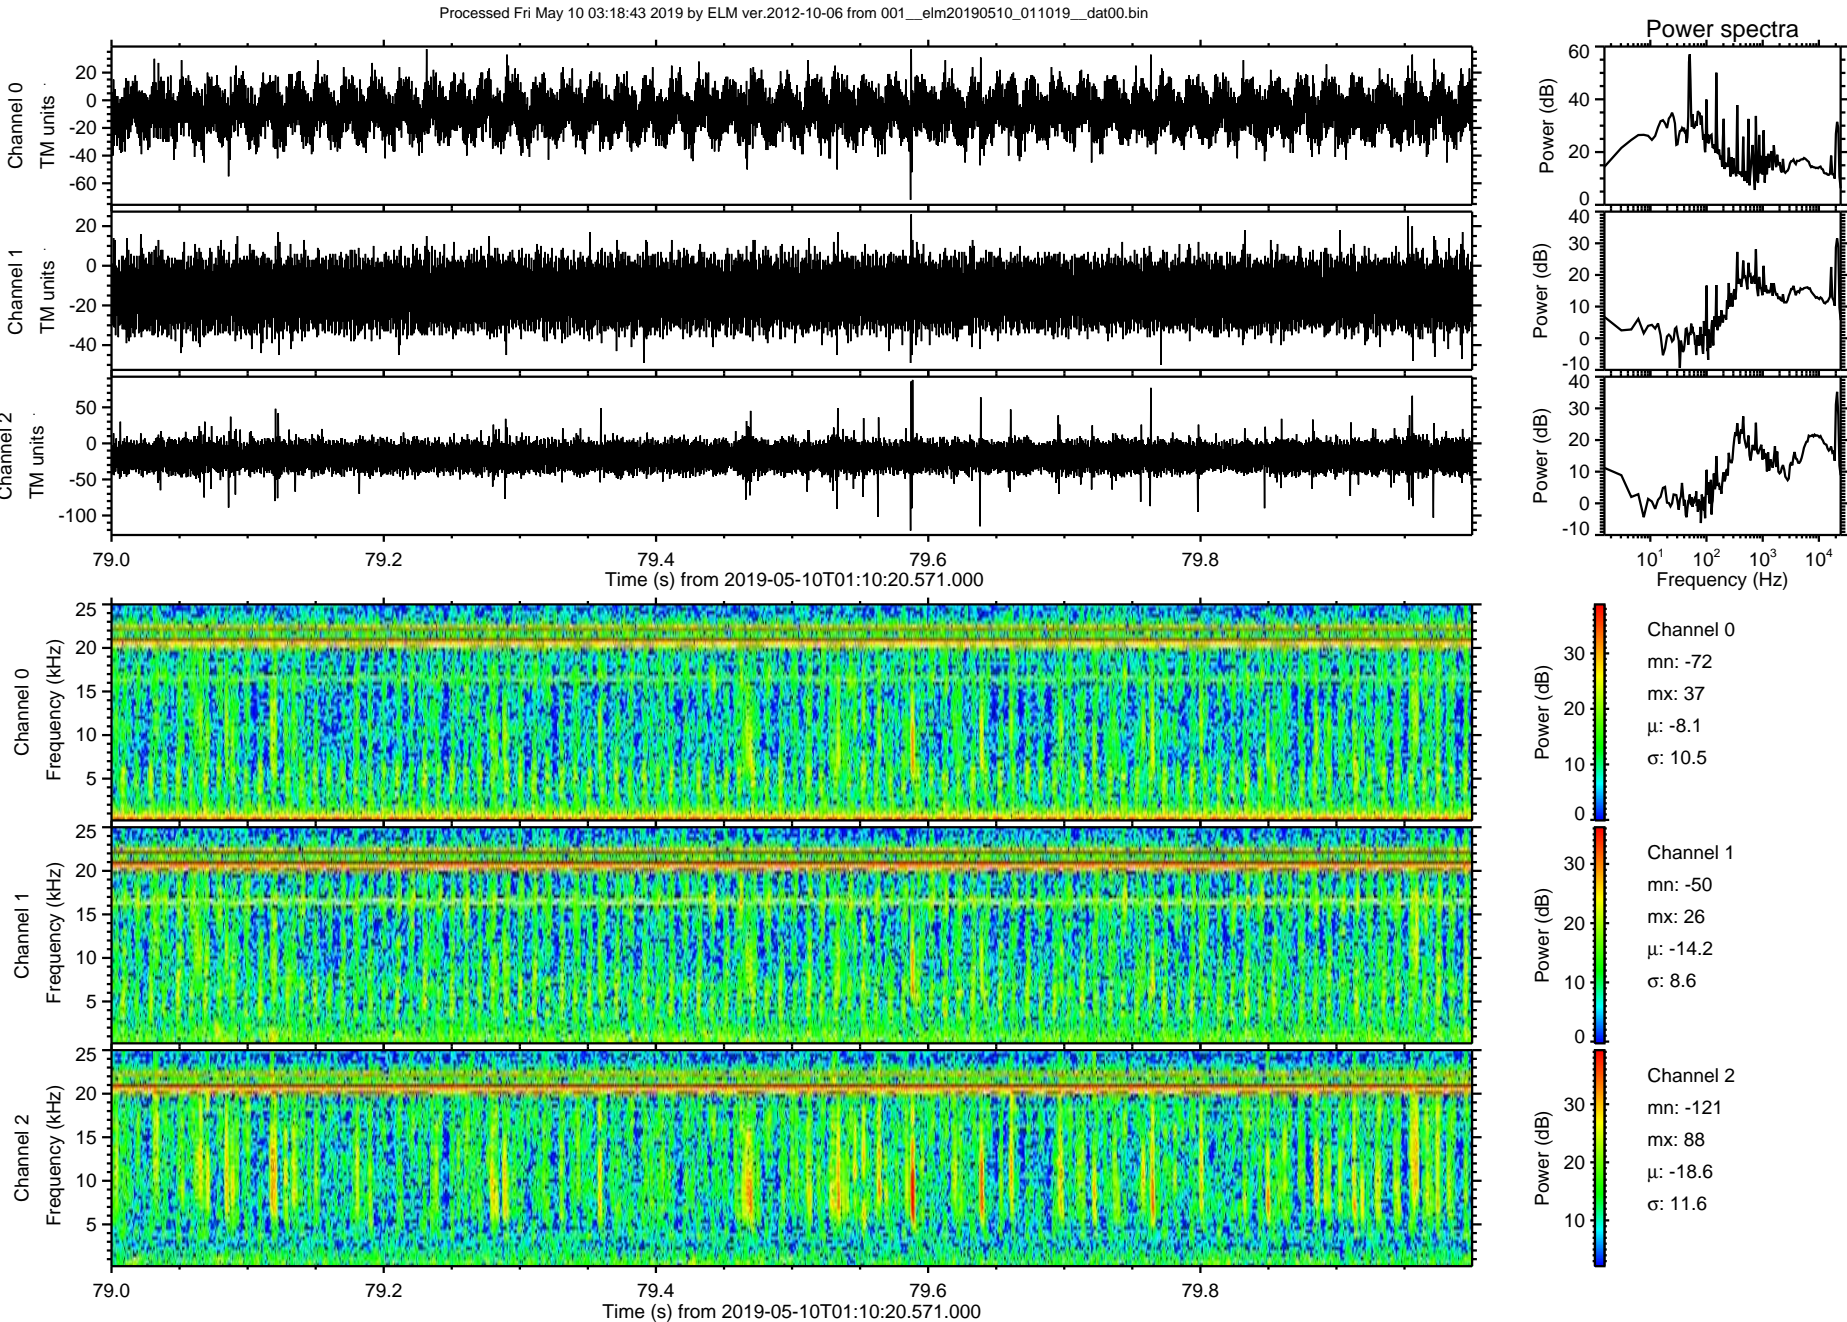 Processed Fri May 10 03:18:43 2019 by ELM ver.2012-10-06 from 001__elm20190510_011019__dat00.bin
Power spectra
Channel 0
TM units
20
0
-20
-40
-60
Power (dB)
60
40
20
0
Channel 1
TM units
20
0
-20
-40
Power (dB)
40
30
20
10
0
-10
Channel 2
TM units
50
0
-50
-100
Power (dB)
40
30
20
10
0
-10
79.0 79.2 79.4 79.6 79.8
Time (s) from 2019-05-10T01:10:20.571.000
10¹ 10² 10³ 10⁴
Frequency (Hz)
Channel 0
Frequency (kHz)
25
20
15
10
5
Power (dB)
30
20
10
0
Channel 0
mn: -72
mx: 37
μ: -8.1
σ: 10.5
Channel 1
Frequency (kHz)
25
20
15
10
5
Power (dB)
30
20
10
0
Channel 1
mn: -50
mx: 26
μ: -14.2
σ: 8.6
Channel 2
Frequency (kHz)
25
20
15
10
5
Power (dB)
30
20
10
Channel 2
mn: -121
mx: 88
μ: -18.6
σ: 11.6
79.0 79.2 79.4 79.6 79.8
Time (s) from 2019-05-10T01:10:20.571.000